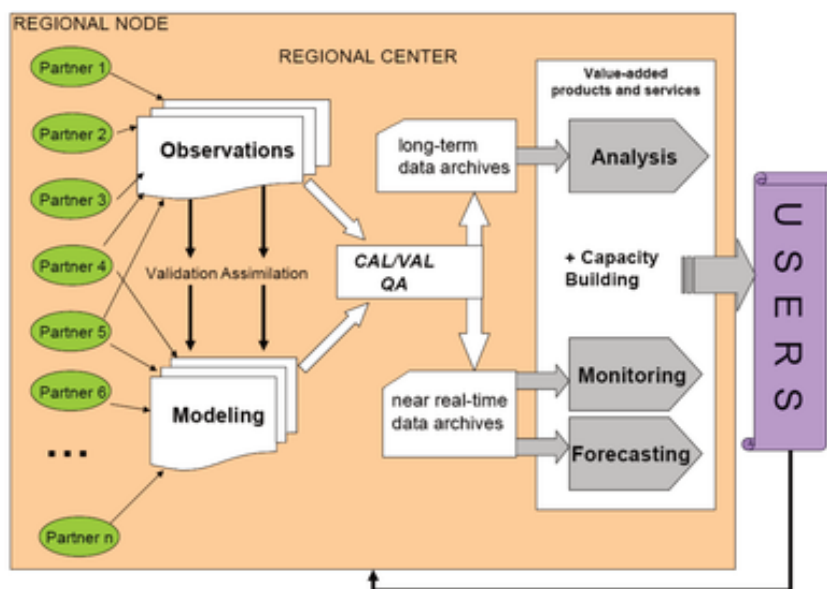 REGIONAL NODE
REGIONAL CENTER
Partner 1
Partner 2
Partner 3
Partner 4
Partner 5
Partner 6
...
Partner n
Observations
Validation Assimilation
Modeling
CAL/VAL
QA
long-term
data archives
near real-time
data archives
Value-added
products and services
Analysis
+ Capacity
Building
Monitoring
Forecasting
USERS